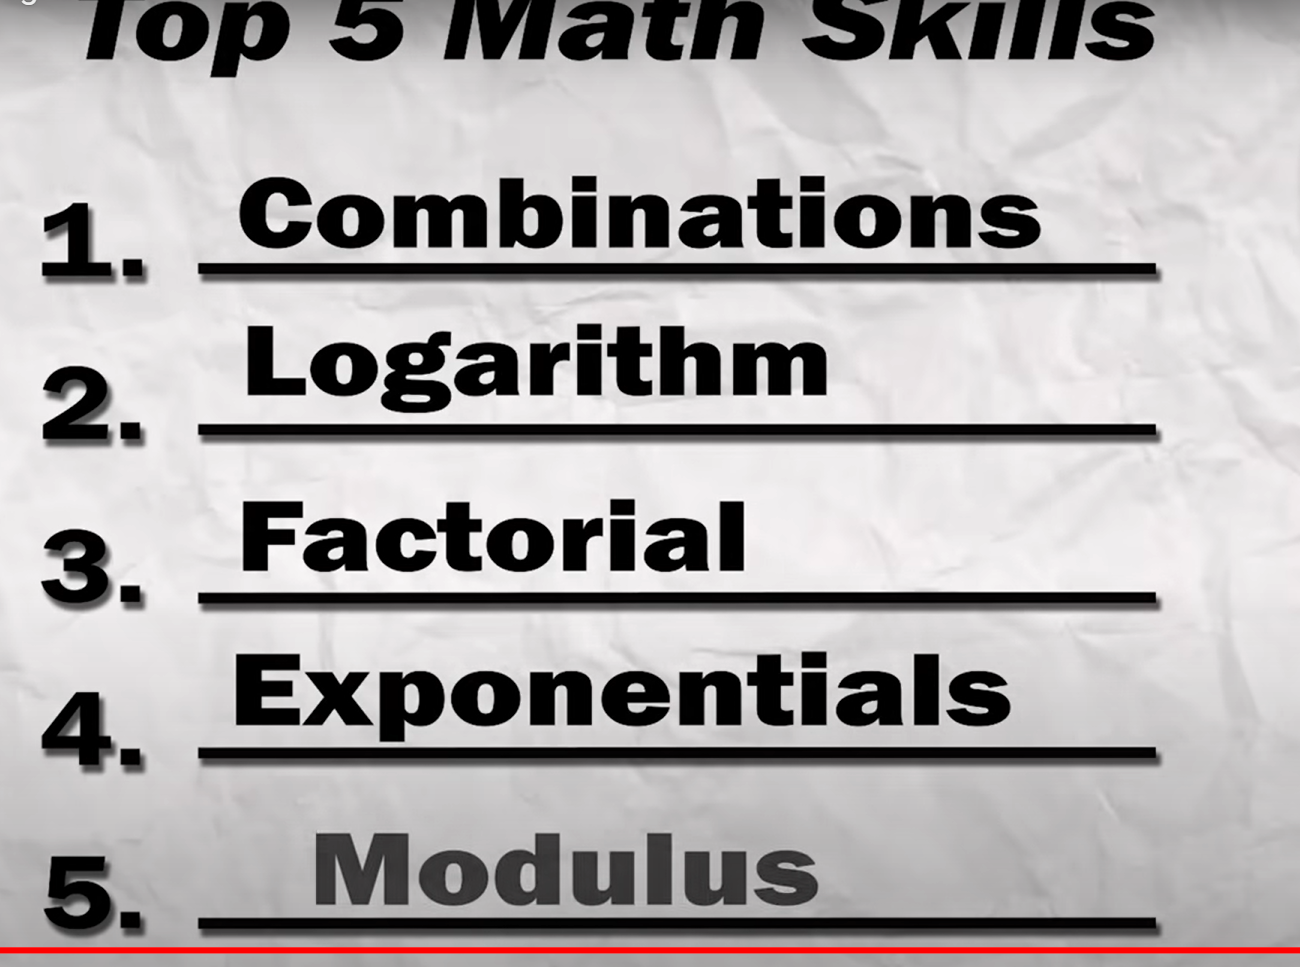 Top 5 Math Skills
1. Combinations
2. Logarithm
3. Factorial
4. Exponentials
5. Modulus